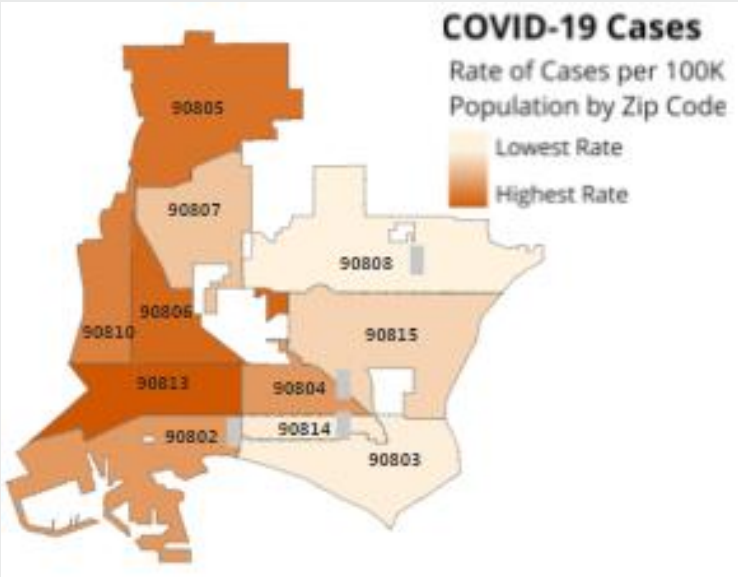 COVID-19 Cases
Rate of Cases per 100K
Population by Zip Code
Lowest Rate
Highest Rate
90805
90807
90808
90806
90810
90815
90813
90804
90802
90814
90803